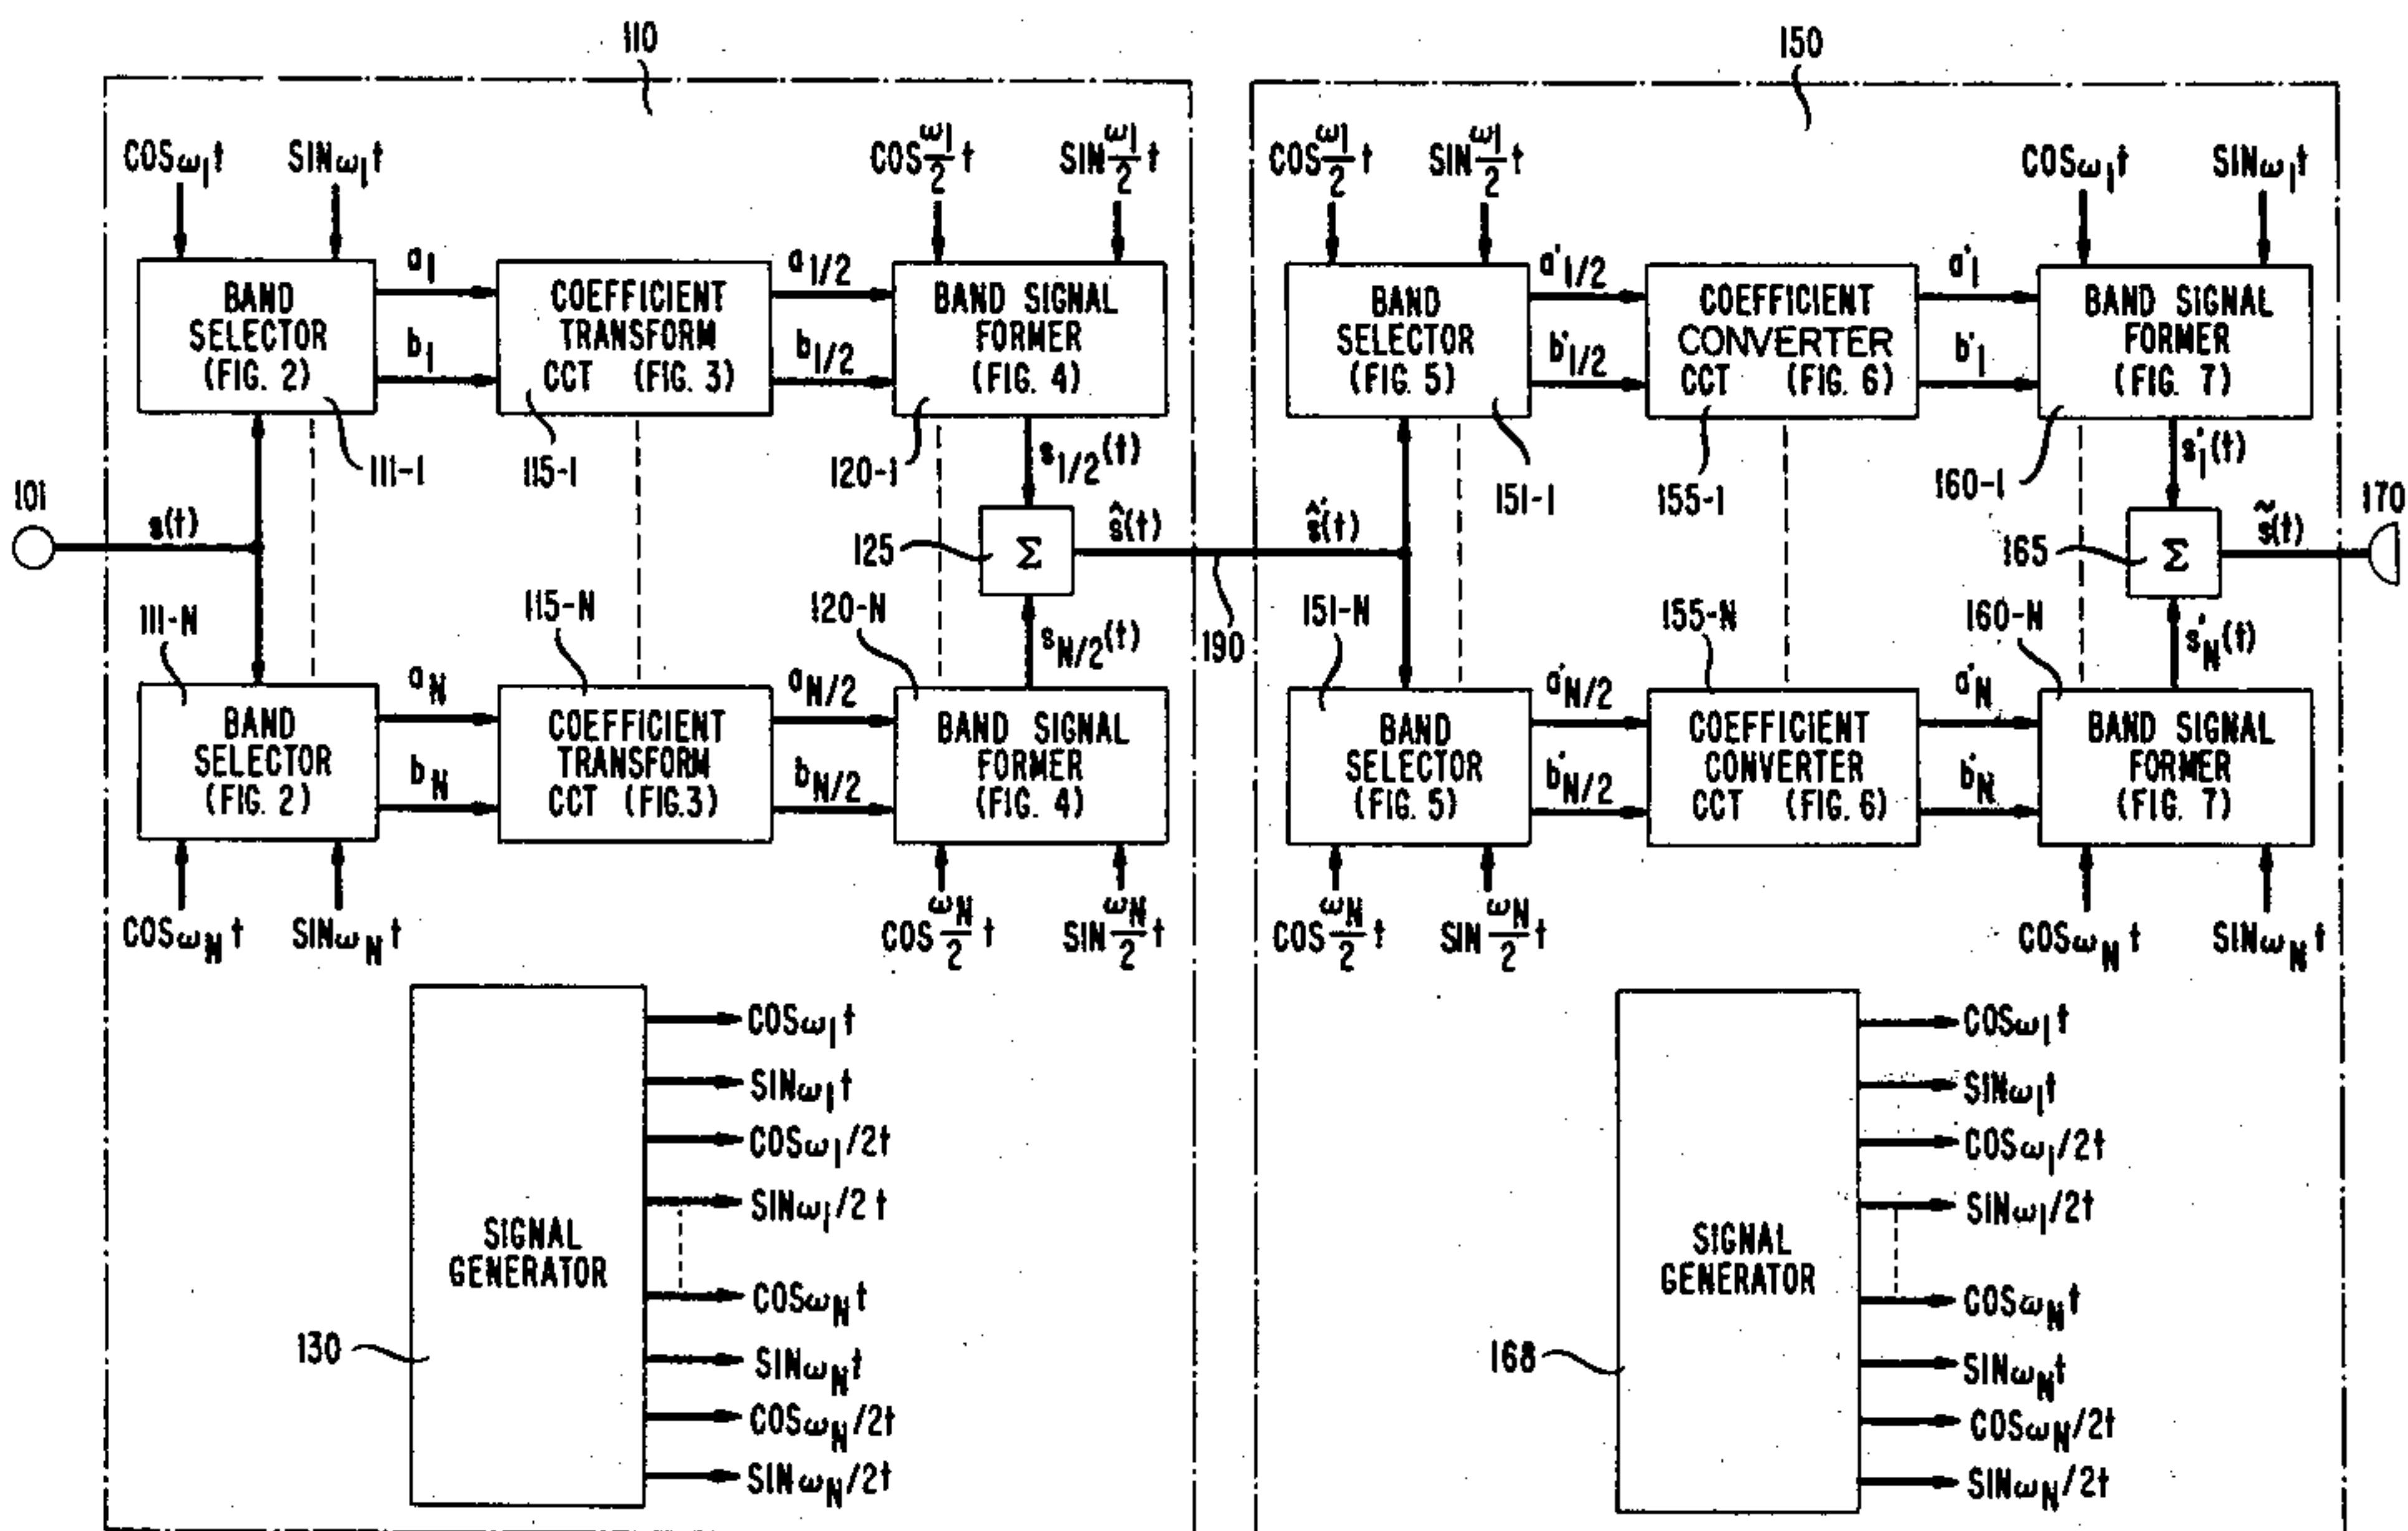 110
150
COSω1t
SINω1t
COS ω1/2 t
SIN ω1/2 t
COS ω1/2 t
SIN ω1/2 t
COSω1t
SINω1t
BAND
SELECTOR
(FIG. 2)
a1
b1
COEFFICIENT
TRANSFORM
CCT (FIG. 3)
a1/2
b1/2
BAND SIGNAL
FORMER
(FIG. 4)
BAND
SELECTOR
(FIG. 5)
a'1/2
b'1/2
COEFFICIENT
CONVERTER
CCT (FIG. 6)
a'1
b'1
BAND SIGNAL
FORMER
(FIG. 7)
111-1
115-1
120-1
s1/2(t)
151-1
155-1
160-1
s'1(t)
101
s(t)
125
Σ
ŝ(t)
190
ŝ'(t)
165
Σ
s̃(t)
170
111-N
115-N
120-N
sN/2(t)
151-N
155-N
160-N
s'N(t)
BAND
SELECTOR
(FIG. 2)
aN
bN
COEFFICIENT
TRANSFORM
CCT (FIG.3)
aN/2
bN/2
BAND SIGNAL
FORMER
(FIG. 4)
BAND
SELECTOR
(FIG. 5)
a'N/2
b'N/2
COEFFICIENT
CONVERTER
CCT (FIG. 6)
a'N
b'N
BAND SIGNAL
FORMER
(FIG. 7)
COSωNt
SINωNt
COS ωN/2 t
SIN ωN/2 t
COS ωN/2 t
SIN ωN/2 t
COSωNt
SINωNt
SIGNAL
GENERATOR
130
COSω1t
SINω1t
COSω1/2t
SINω1/2t
COSωNt
SINωNt
COSωN/2t
SINωN/2t
SIGNAL
GENERATOR
168
COSω1t
SINω1t
COSω1/2t
SINω1/2t
COSωNt
SINωNt
COSωN/2t
SINωN/2t